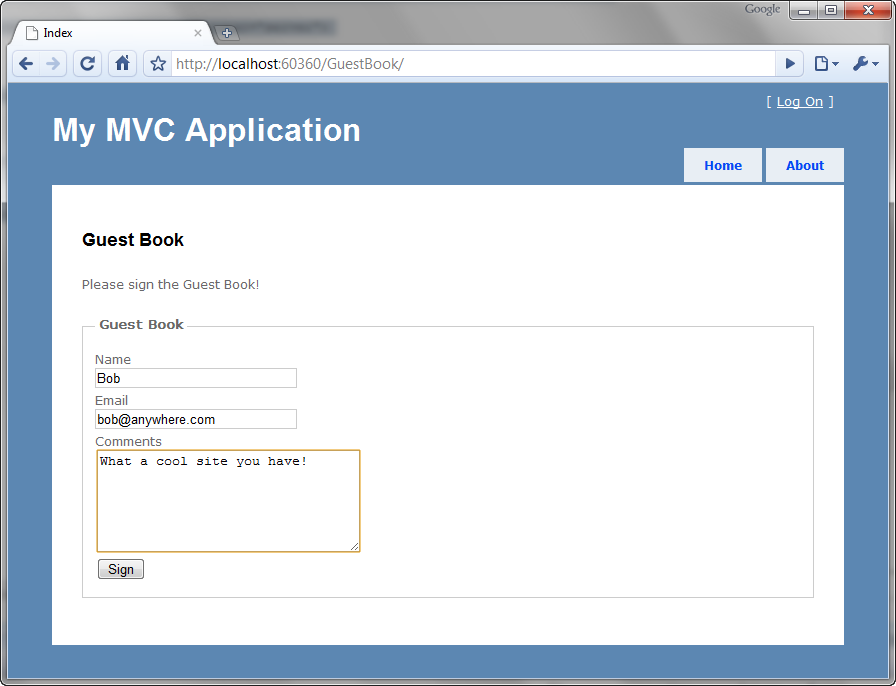 Google
Index
http://localhost:60360/GuestBook/
[ Log On ]
My MVC Application
Home About
Guest Book
Please sign the Guest Book!
Guest Book
Name
Bob
Email
bob@anywhere.com
Comments
What a cool site you have!
Sign